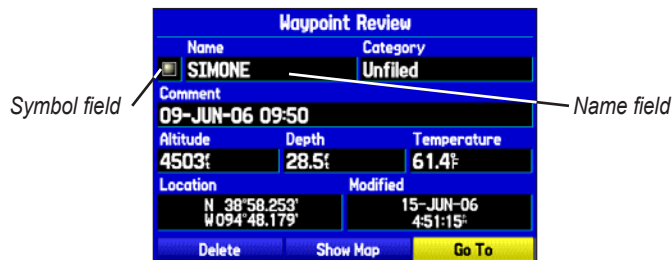 Waypoint Review
Name Category
SIMONE Unfiled
Symbol field
Name field
Comment
09-JUN-06 09:50
Altitude Depth Temperature
4503ft 28.5ft 61.4°F
Location Modified
N 38°58.253' 15-JUN-06
W094°48.179' 4:51:15PM
Delete Show Map Go To